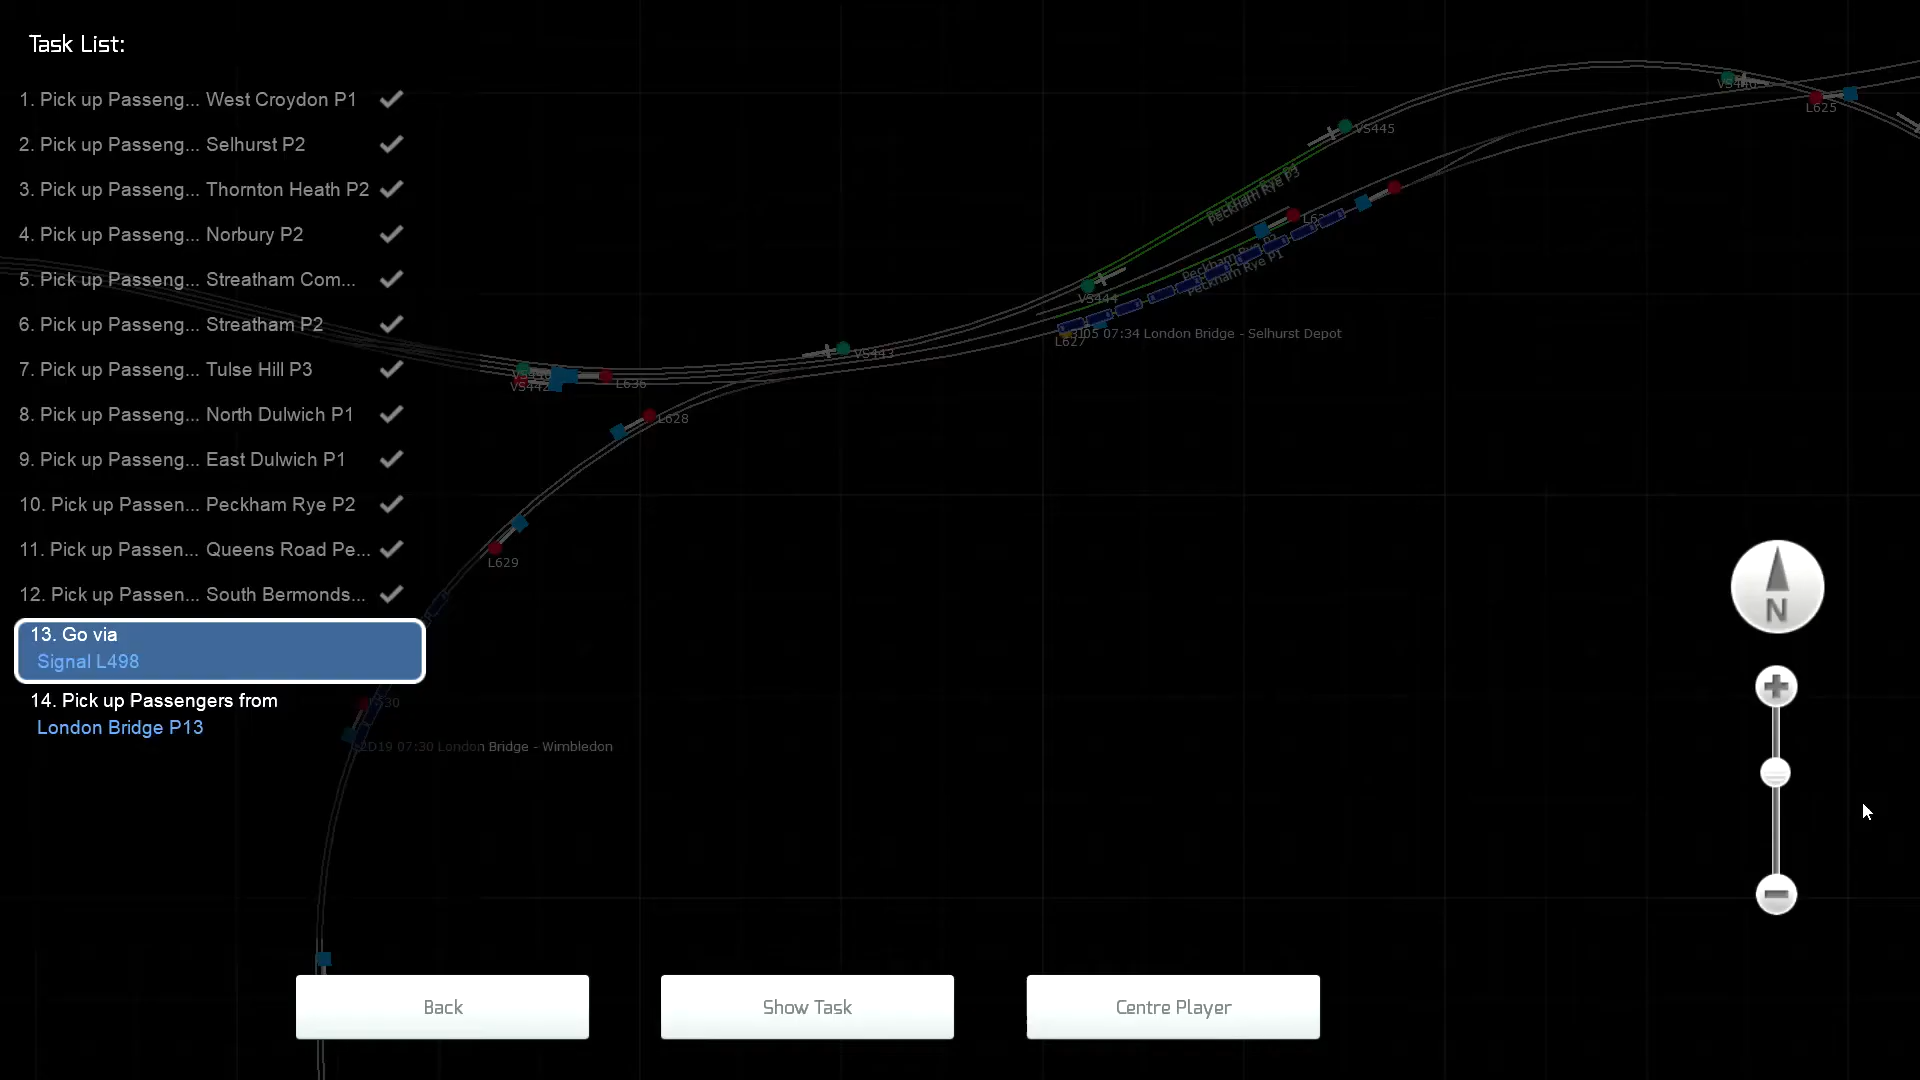 Task List:
1. Pick up Passeng... West Croydon P1
2. Pick up Passeng... Selhurst P2
3. Pick up Passeng... Thornton Heath P2
4. Pick up Passeng... Norbury P2
5. Pick up Passeng... Streatham Com...
6. Pick up Passeng... Streatham P2
7. Pick up Passeng... Tulse Hill P3
8. Pick up Passeng... North Dulwich P1
9. Pick up Passeng... East Dulwich P1
10. Pick up Passen... Peckham Rye P2
11. Pick up Passen... Queens Road Pe...
12. Pick up Passen... South Bermonds...
13. Go via
Signal L498
14. Pick up Passengers from
London Bridge P13
L625
VS445
Peckham Rye P3
Peckham Rye P2
Peckham Rye P1
VS444
07:34 London Bridge - Selhurst Depot
L627
VS443
VS442
L636
L628
L629
2D19 07:30 London Bridge - Wimbledon
N
Back
Show Task
Centre Player